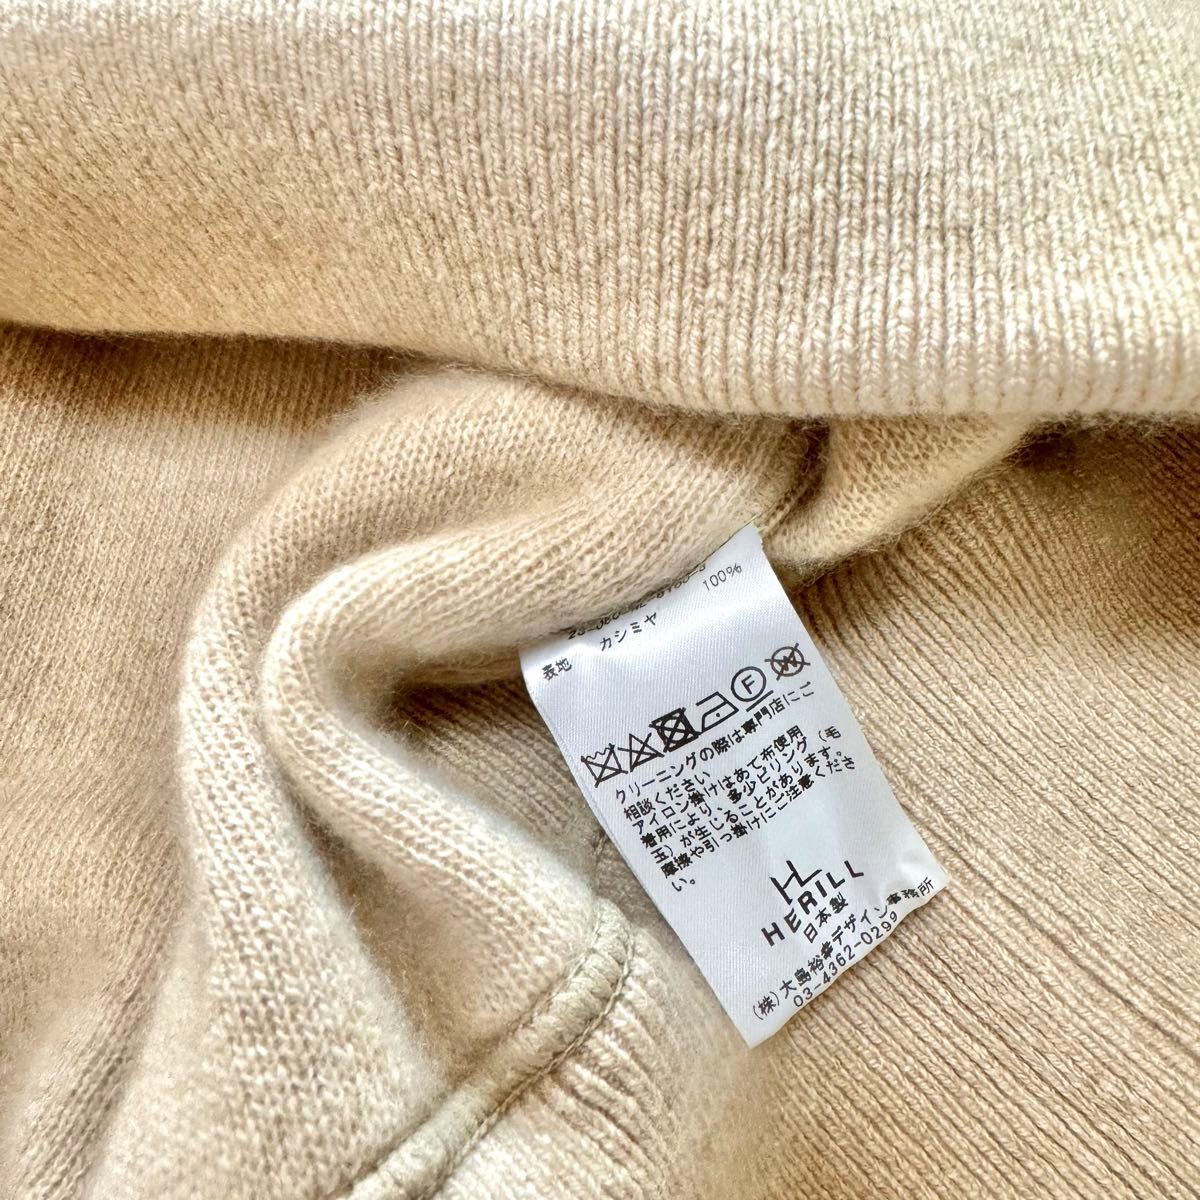 表地 カシミヤ 100%
F
W
クリーニングの際は専門店にご
相談ください
アイロン掛けはあて布使用
着用により、多少ピリング（毛
玉）が生じることがあります。
摩擦や引っ掛けにご注意くださ
い。
HL
HERILL
日本製
（株）大島裕幸デザイン事務所
03-4362-0299